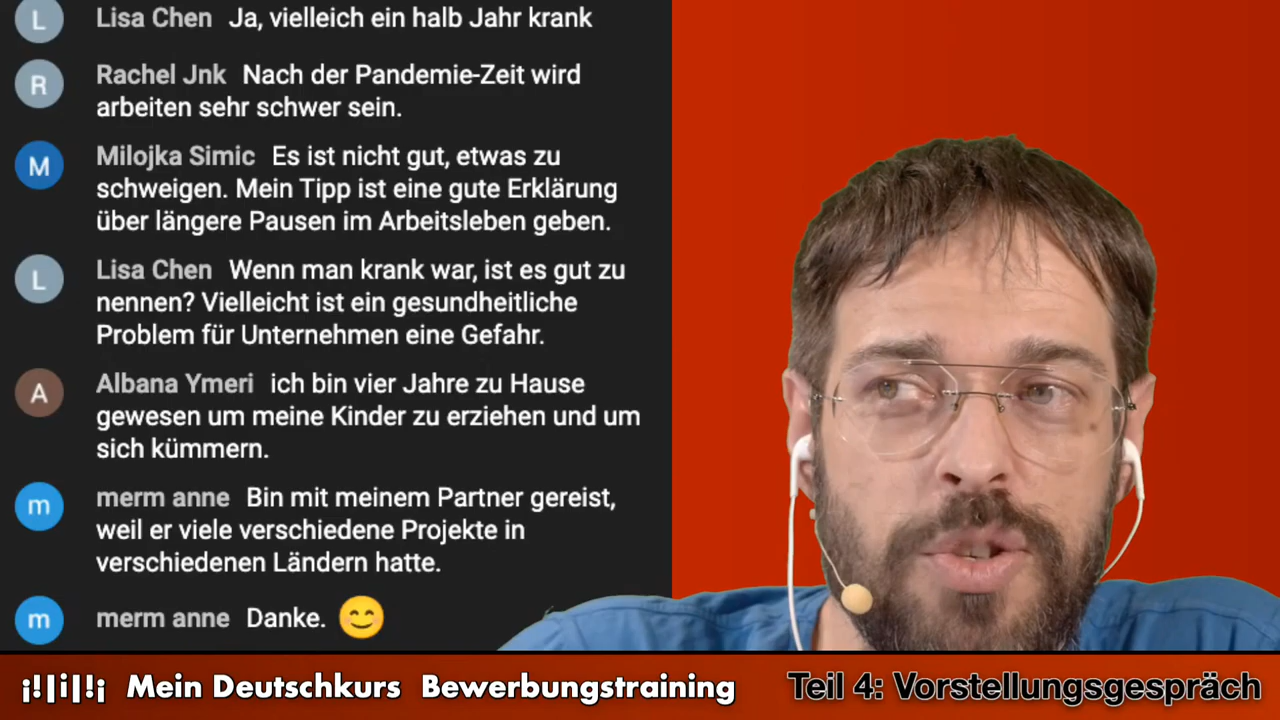 L Lisa Chen Ja, vielleich ein halb Jahr krank
R Rachel Jnk Nach der Pandemie-Zeit wird
arbeiten sehr schwer sein.
M Milojka Simic Es ist nicht gut, etwas zu
schweigen. Mein Tipp ist eine gute Erklärung
über längere Pausen im Arbeitsleben geben.
L Lisa Chen Wenn man krank war, ist es gut zu
nennen? Vielleicht ist ein gesundheitliche
Problem für Unternehmen eine Gefahr.
A Albana Ymeri ich bin vier Jahre zu Hause
gewesen um meine Kinder zu erziehen und um
sich kümmern.
m merm anne Bin mit meinem Partner gereist,
weil er viele verschiedene Projekte in
verschiedenen Ländern hatte.
m merm anne Danke. 😊
¡!|i|!¡ Mein Deutschkurs Bewerbungstraining Teil 4: Vorstellungsgespräch